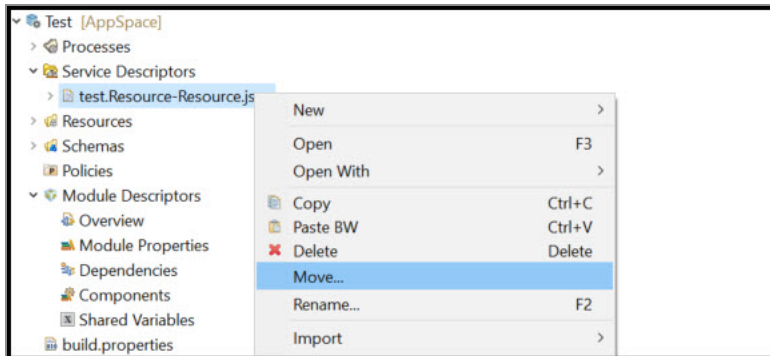 Test [AppSpace]
Processes
Service Descriptors
test.Resource-Resource.js
Resources
Schemas
Policies
Module Descriptors
Overview
Module Properties
Dependencies
Components
Shared Variables
build.properties
New
Open F3
Open With
Copy Ctrl+C
Paste BW Ctrl+V
Delete Delete
Move...
Rename... F2
Import